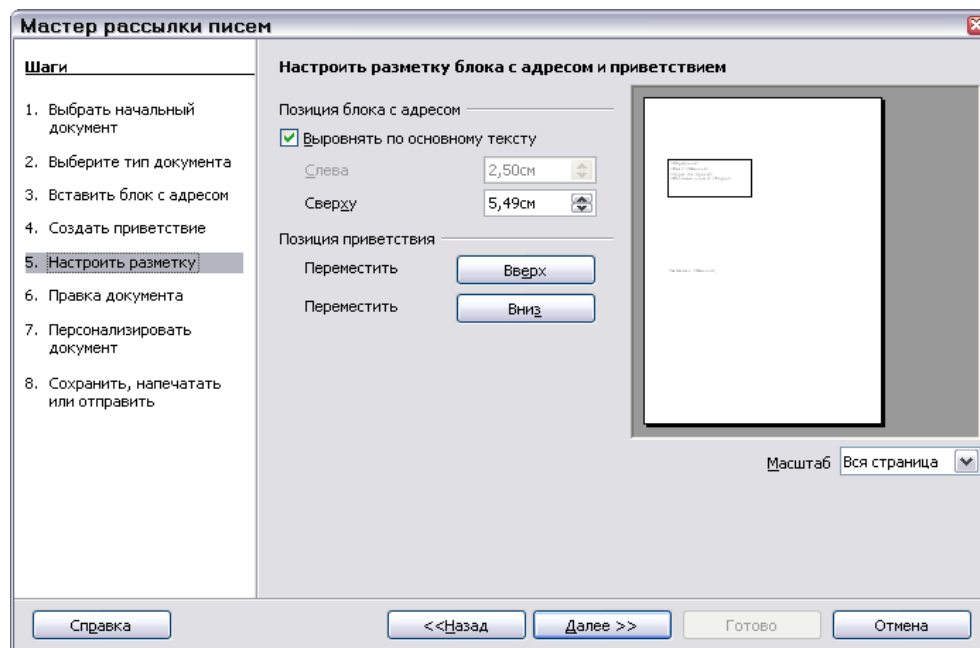 Мастер рассылки писем
Шаги
1. Выбрать начальный
документ
2. Выберите тип документа
3. Вставить блок с адресом
4. Создать приветствие
5. Настроить разметку
6. Правка документа
7. Персонализировать
документ
8. Сохранить, напечатать
или отправить
Настроить разметку блока с адресом и приветствием
Позиция блока с адресом
Выровнять по основному тексту
Слева 2,50см
Сверху 5,49см
Позиция приветствия
Переместить Вверх
Переместить Вниз
Масштаб Вся страница
Справка <<Назад Далее >> Готово Отмена